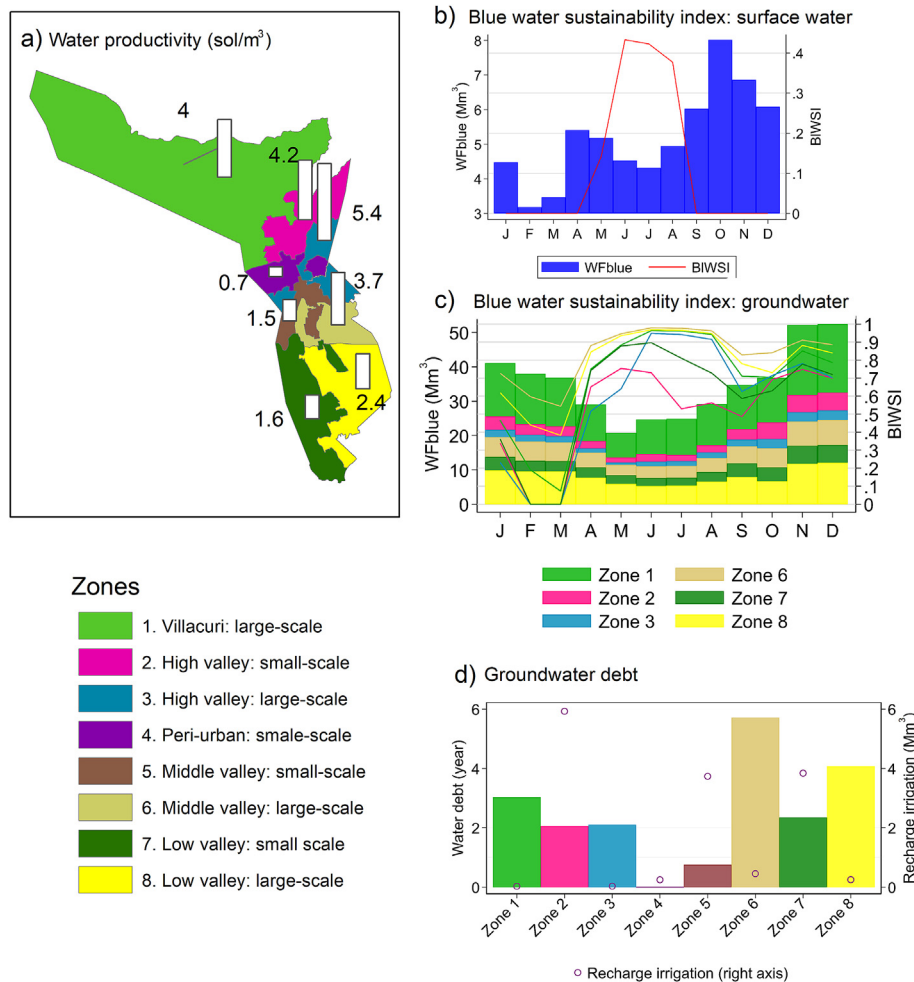 a) Water productivity (sol/m³)
4
4.2
5.4
0.7
3.7
1.5
1.6
2.4
b) Blue water sustainability index: surface water
WFblue (Mm³)
8
7
6
5
4
3
.4
.3
.2
.1
0
BlWSI
J F M A M J J A S O N D
WFblue BlWSI
c) Blue water sustainability index: groundwater
WFblue (Mm³)
50
40
30
20
10
0
1
.9
.8
.7
.6
.5
.4
.3
.2
.1
0
BlWSI
J F M A M J J A S O N D
Zone 1 Zone 6
Zone 2 Zone 7
Zone 3 Zone 8
Zones
1. Villacuri: large-scale
2. High valley: small-scale
3. High valley: large-scale
4. Peri-urban: smale-scale
5. Middle valley: small-scale
6. Middle valley: large-scale
7. Low valley: small scale
8. Low valley: large-scale
d) Groundwater debt
Water debt (year)
6
4
2
0
6
4
2
0
Recharge irrigation (Mm³)
Zone 1 Zone 2 Zone 3 Zone 4 Zone 5 Zone 6 Zone 7 Zone 8
Recharge irrigation (right axis)